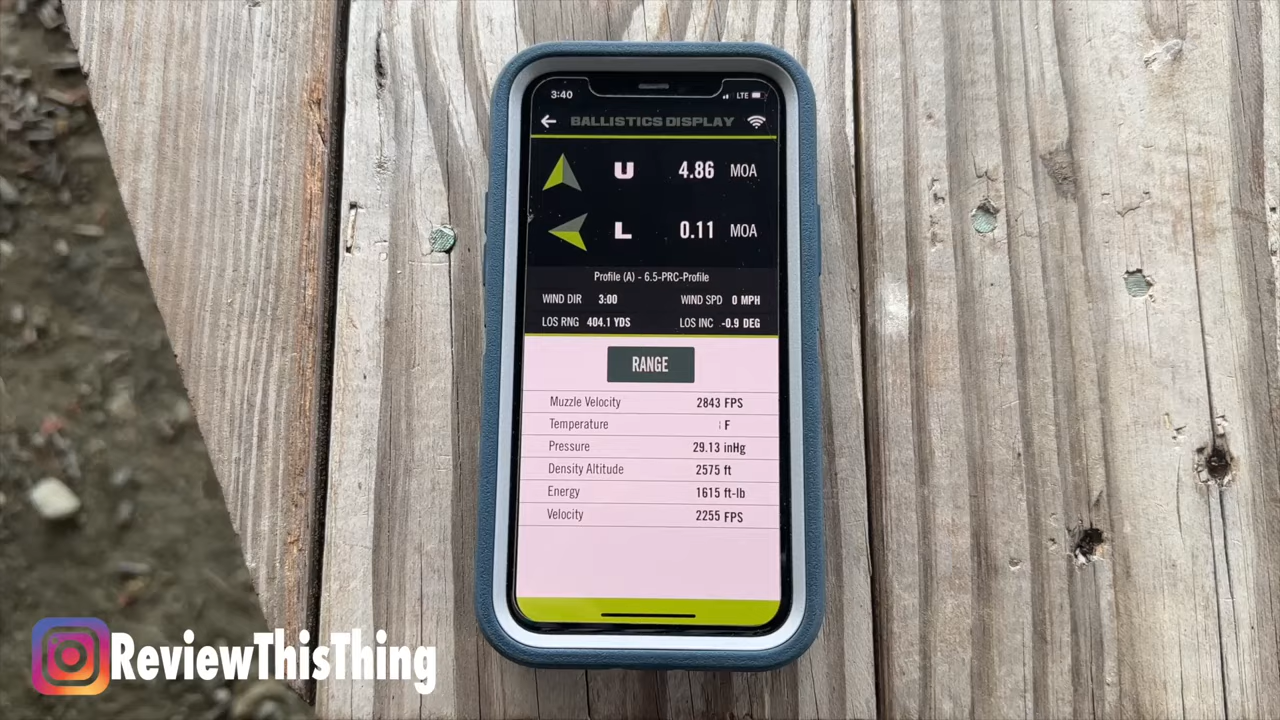 3:40
LTE
BALLISTICS DISPLAY
U 4.86 MOA
L 0.11 MOA
Profile (A) - 6.5-PRC-Profile
WIND DIR 3:00 WIND SPD 0 MPH
LOS RNG 404.1 YDS LOS INC -0.9 DEG
RANGE
Muzzle Velocity 2843 FPS
Temperature F
Pressure 29.13 inHg
Density Altitude 2575 ft
Energy 1615 ft-lb
Velocity 2255 FPS
ReviewThisThing